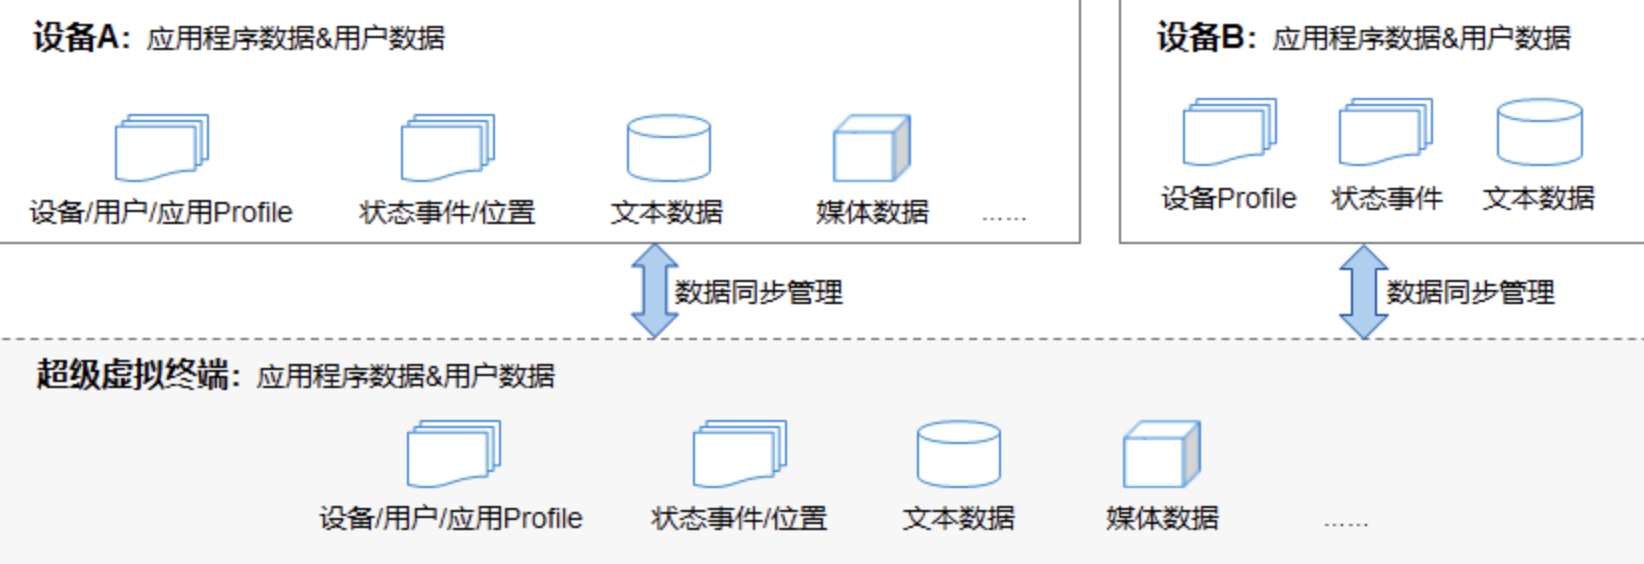 设备A：应用程序数据&用户数据
设备/用户/应用Profile
状态事件/位置
文本数据
媒体数据
......
设备B：应用程序数据&用户数据
设备Profile
状态事件
文本数据
数据同步管理
数据同步管理
超级虚拟终端：应用程序数据&用户数据
设备/用户/应用Profile
状态事件/位置
文本数据
媒体数据
......